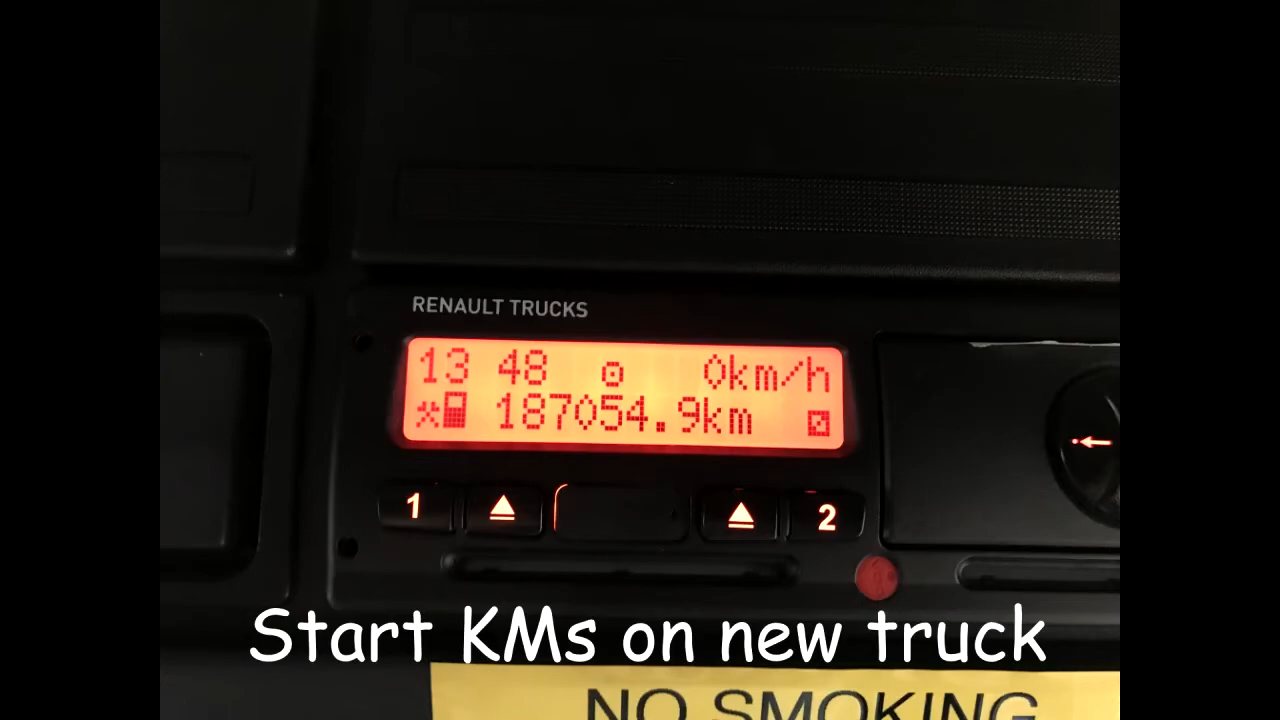 RENAULT TRUCKS
13 48 0km/h
187054.9km
1 2
Start KMs on new truck
NO SMOKING